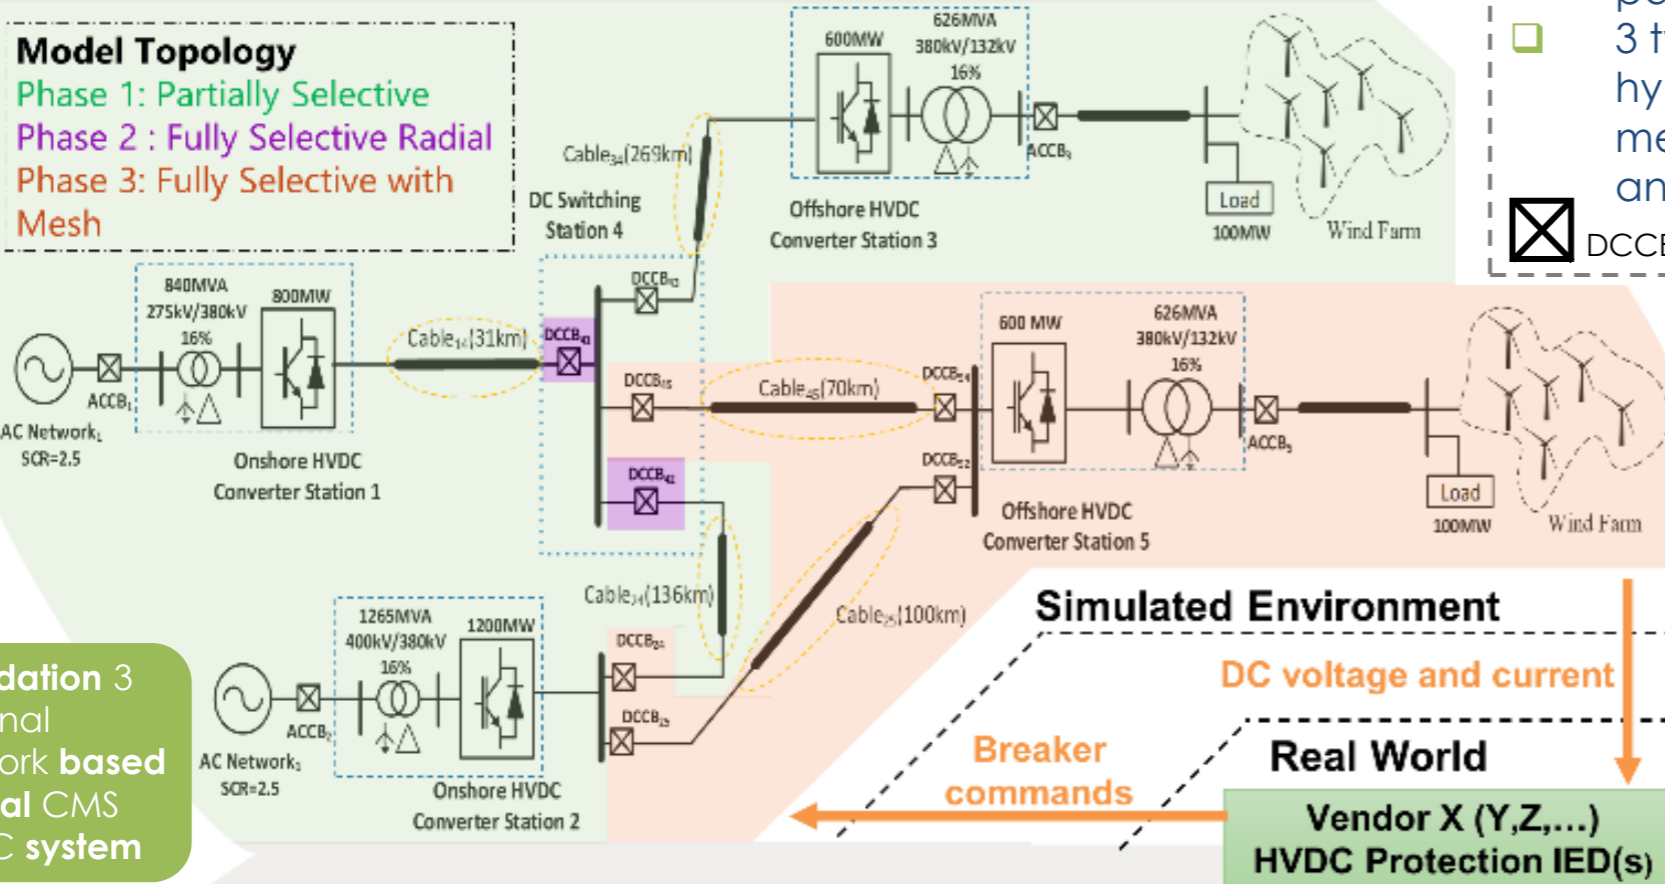 Model Topology
Phase 1: Partially Selective
Phase 2 : Fully Selective Radial
Phase 3: Fully Selective with
Mesh
600MW
626MVA
380kV/132kV
16%
ACCB₃
Load
100MW
Wind Farm
Offshore HVDC
Converter Station 3
Cable₃₄(269km)
DC Switching
Station 4
3
hy
me
an
DCCB
840MVA
275kV/380kV
16%
800MW
ACCB₁
AC Network₁
SCR=2.5
Onshore HVDC
Converter Station 1
Cable₁₄(31km)
DCCB₄₃
DCCB₄₁
DCCB₄₅
DCCB₄₂
Cable₄₅(70km)
DCCB₅₄
DCCB₅₂
600 MW
626MVA
380kV/132kV
16%
ACCB₅
Load
100MW
Wind Farm
Offshore HVDC
Converter Station 5
Cable₂₄(136km)
Cable₂₅(100km)
1265MVA
400kV/380kV
16%
1200MW
DCCB₂₄
DCCB₂₅
ACCB₂
AC Network₁
SCR=2.5
Onshore HVDC
Converter Station 2
dation 3
nal
ork based
al CMS
C system
Simulated Environment
DC voltage and current
Breaker
commands
Real World
Vendor X (Y,Z,...)
HVDC Protection IED(s)